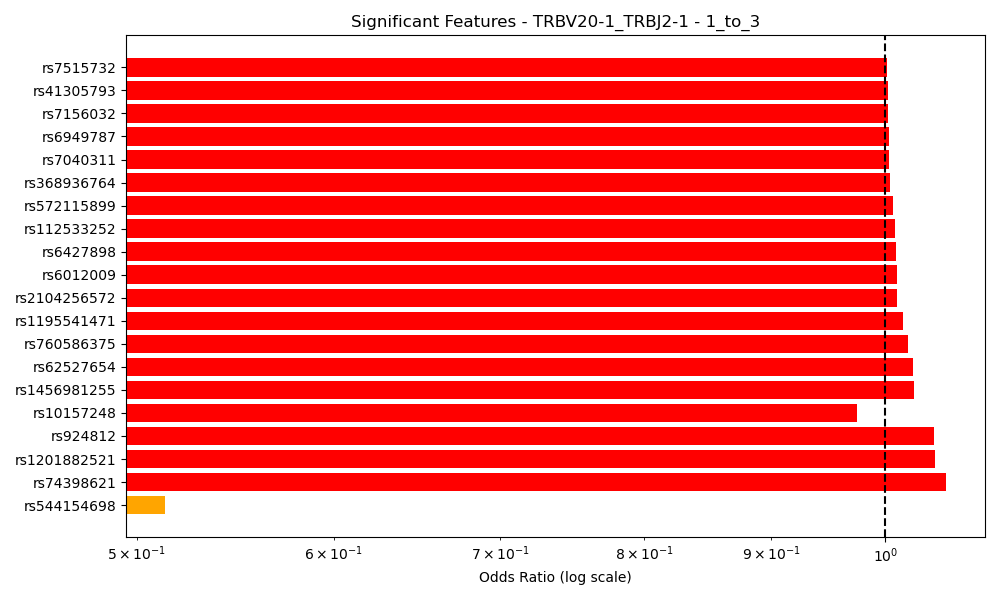 Significant Features - TRBV20-1_TRBJ2-1 - 1_to_3
rs7515732
rs41305793
rs7156032
rs6949787
rs7040311
rs368936764
rs572115899
rs112533252
rs6427898
rs6012009
rs2104256572
rs1195541471
rs760586375
rs62527654
rs1456981255
rs10157248
rs924812
rs1201882521
rs74398621
rs544154698
5 × 10⁻¹ 6 × 10⁻¹ 7 × 10⁻¹ 8 × 10⁻¹ 9 × 10⁻¹ 10⁰
Odds Ratio (log scale)